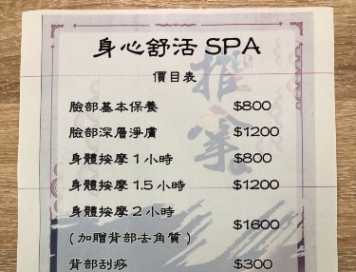 身心舒活 SPA
價目表
臉部基本保養 $800
臉部深層淨膚 $1200
身體按摩 1 小時 $800
身體按摩 1.5 小時 $1200
身體按摩 2 小時
(加贈背部去角質) $1600
背部刮痧 $300